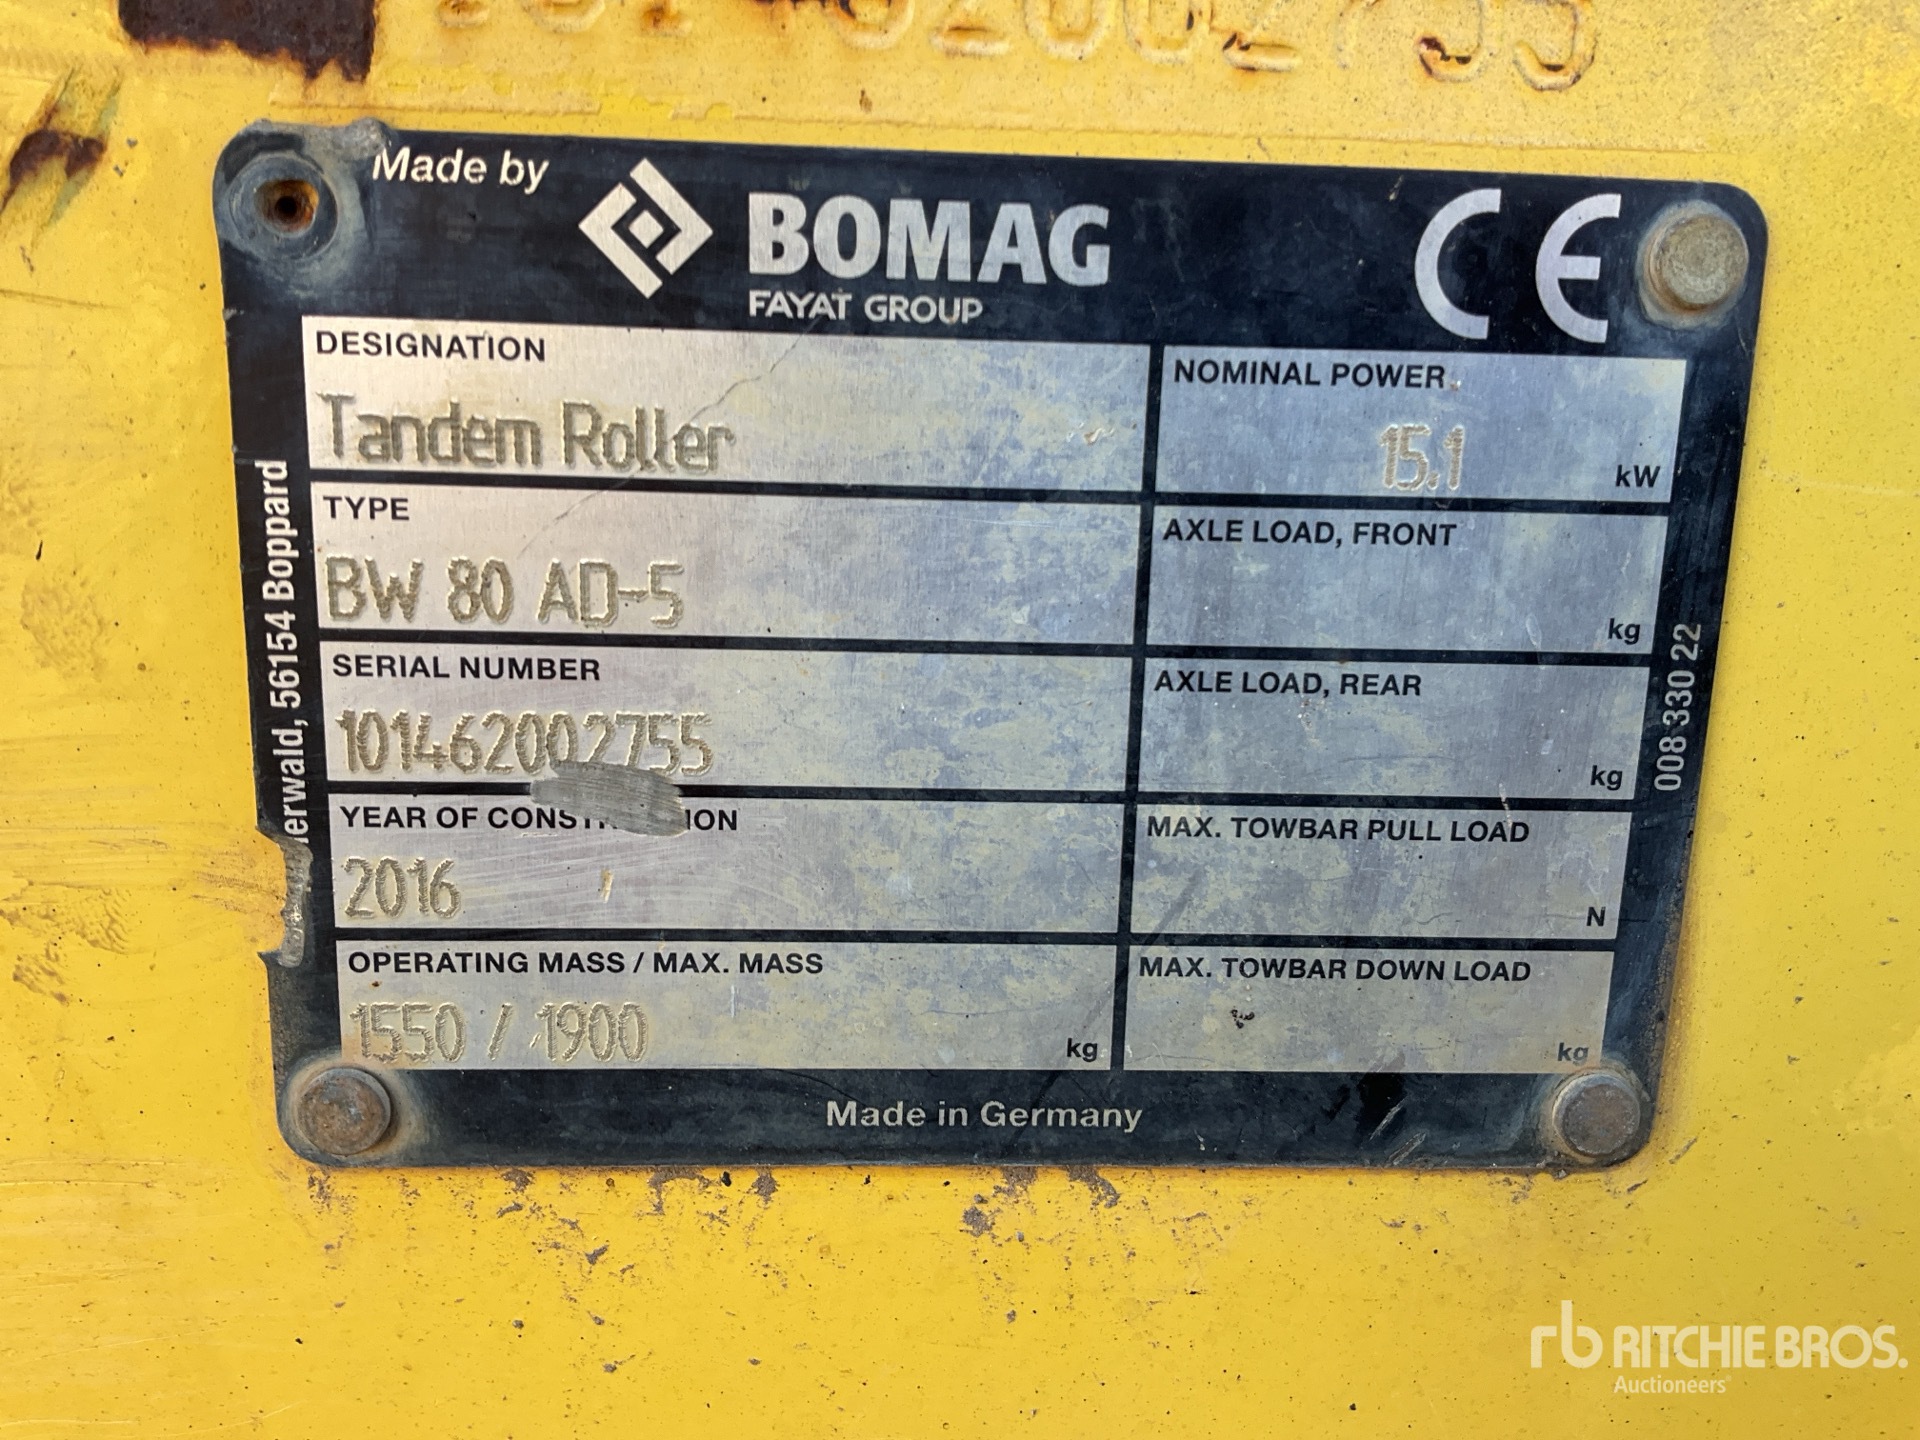 62002755
Made by
BOMAG
FAYAT GROUP
CE
DESIGNATION
Tandem Roller
TYPE
BW 80 AD-5
SERIAL NUMBER
101462002755
YEAR OF
2016
OPERATING MASS / MAX. MASS
1550 / 1900 kg
NOMINAL POWER
15.1 kW
AXLE LOAD, FRONT
kg
AXLE LOAD, REAR
kg
MAX. TOWBAR PULL LOAD
N
MAX. TOWBAR DOWN LOAD
kg
Made in Germany
56154 Boppard
008 330 22
rb RITCHIE BROS.
Auctioneers